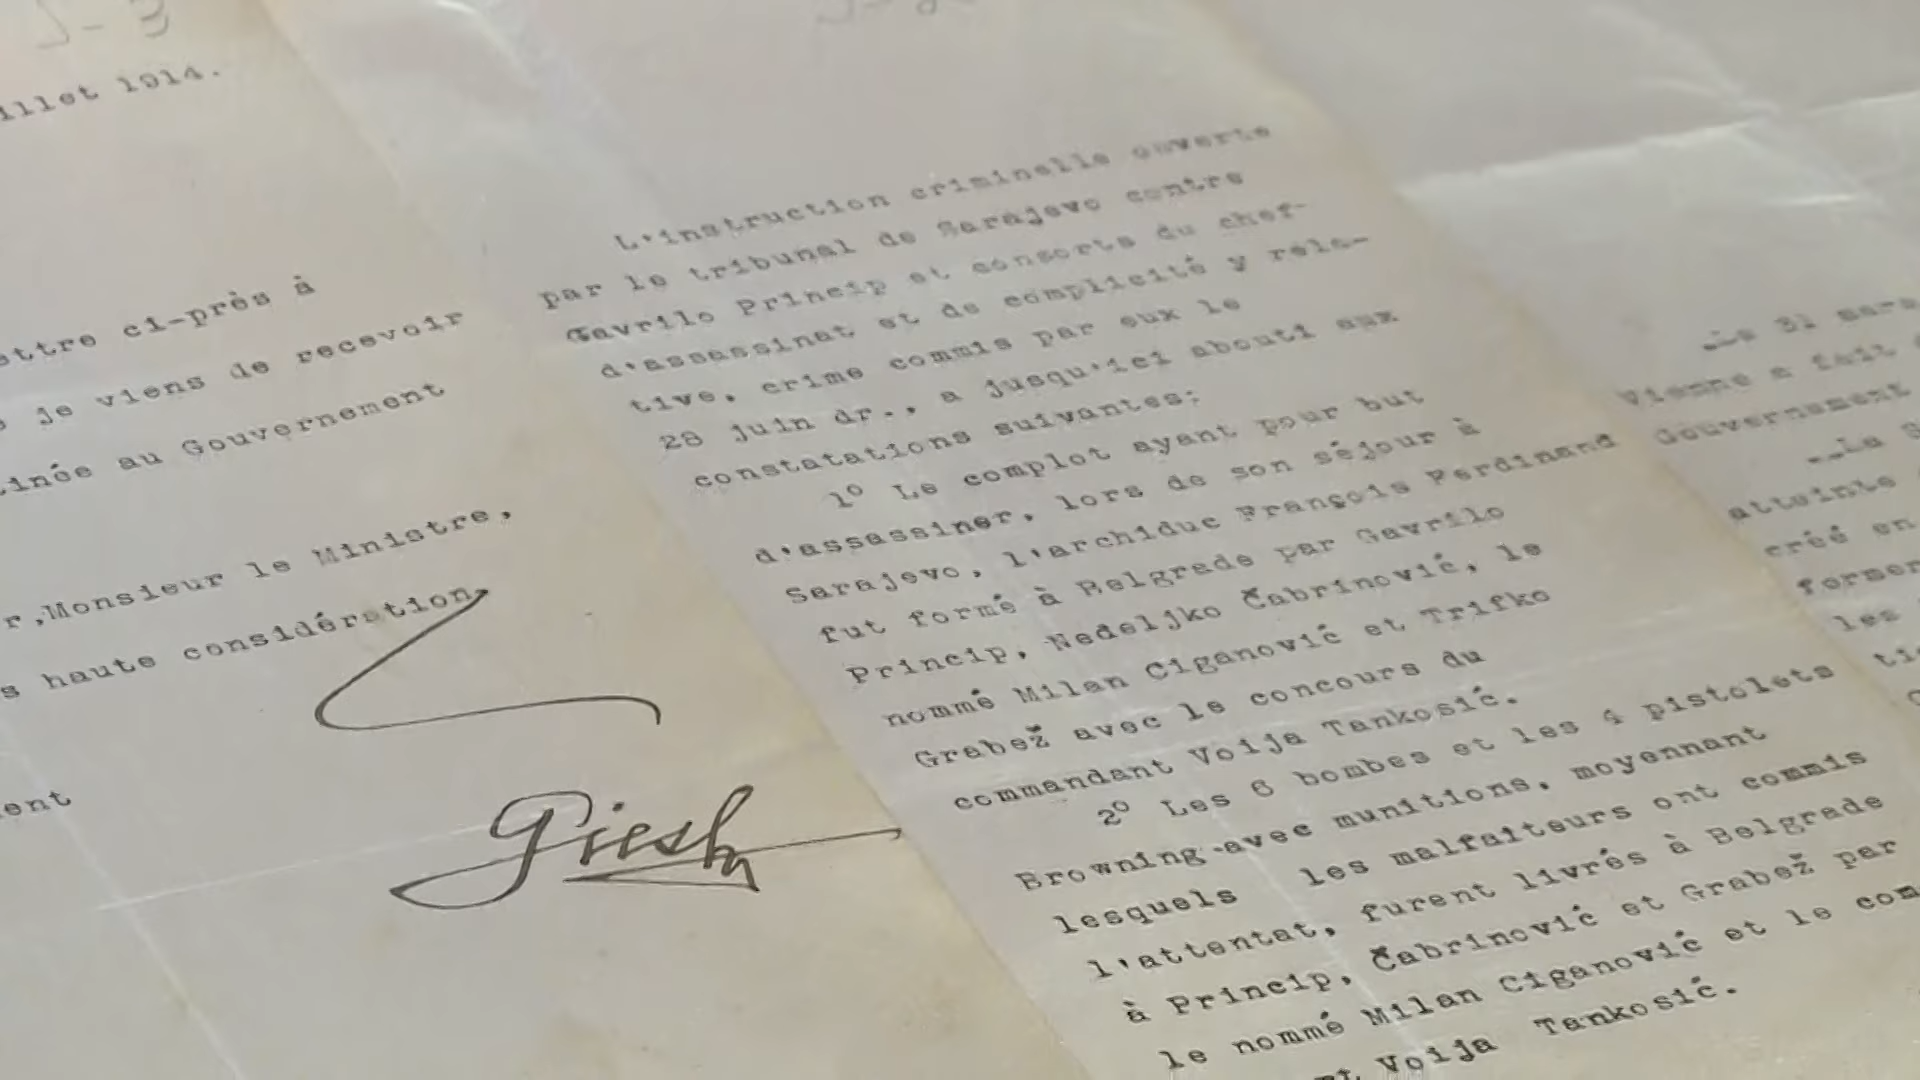 illet 1914.
ettre ci-près à
je viens de recevoir
inée au Gouvernement
r,Monsieur le Ministre,
s haute considération.
ent
Giesl
L'instruction criminelle ouverte
par le tribunal de Sarajevo contre
Gavrilo Princip et consorts du chef-
d'assassinat et de complicité y rela-
tive, crime commis par eux le
28 juin dr., a jusqu'ici abouti aux
constatations suivantes:
1° Le complot ayant pour but
d'assassiner, lors de son séjour à
Sarajevo, l'archiduc François Ferdinand
fut formé à Belgrade par Gavrilo
Princip, Nedeljko Čabrinović, le
nommé Milan Ciganović et Trifko
Grabež avec le concours du
commandant Voija Tankosić.
2° Les 6 bombes et les 4 pistolets
Browning avec munitions, moyennant
lesquels les malfaiteurs ont commis
l'attentat, furent livrés à Belgrade
à Princip, Čabrinović et Grabež par
le nommé Milan Ciganović et le com
nt Voija Tankosić.
Le 31 mars
Vienne a fait
Gouvernement
La
atteinte
créé en
former
les